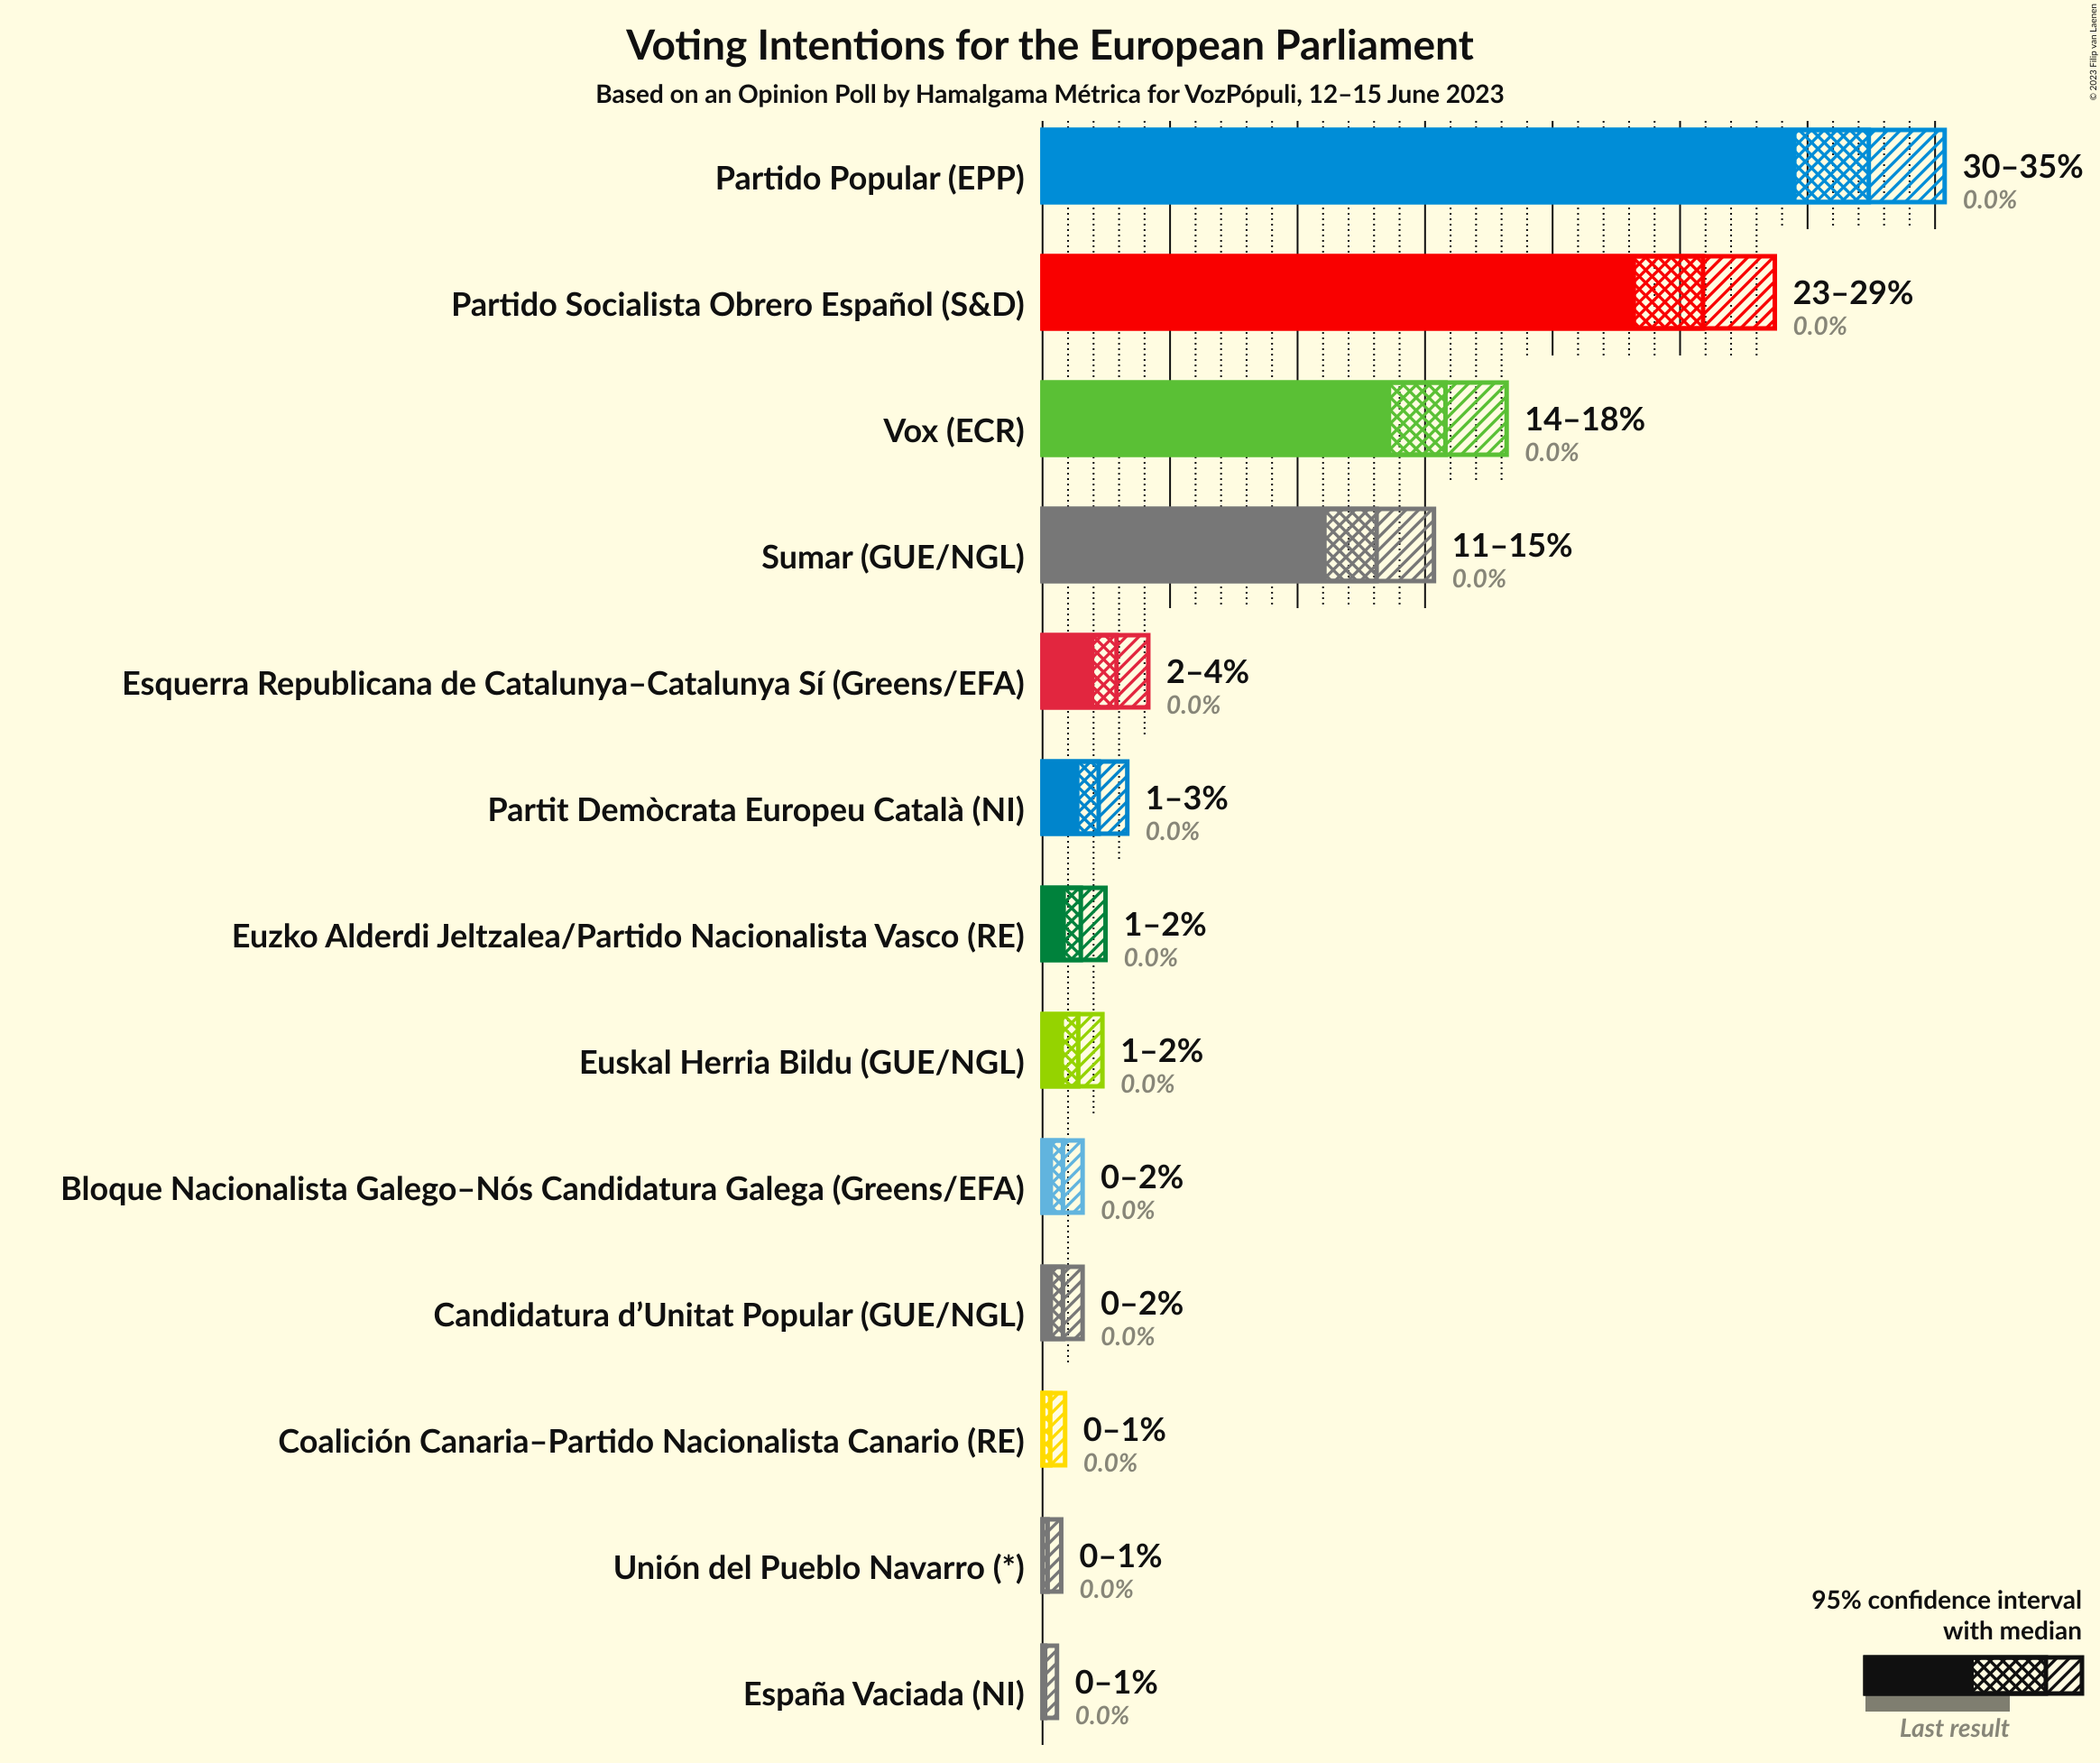 Voting Intentions for the European Parliament
Based on an Opinion Poll by Hamalgama Métrica for VozPópuli, 12–15 June 2023
© 2023 Filip van Laenen
Partido Popular (EPP)
30–35%
0.0%
Partido Socialista Obrero Español (S&D)
23–29%
0.0%
Vox (ECR)
14–18%
0.0%
Sumar (GUE/NGL)
11–15%
0.0%
Esquerra Republicana de Catalunya–Catalunya Sí (Greens/EFA)
2–4%
0.0%
Partit Demòcrata Europeu Català (NI)
1–3%
0.0%
Euzko Alderdi Jeltzalea/Partido Nacionalista Vasco (RE)
1–2%
0.0%
Euskal Herria Bildu (GUE/NGL)
1–2%
0.0%
Bloque Nacionalista Galego–Nós Candidatura Galega (Greens/EFA)
0–2%
0.0%
Candidatura d’Unitat Popular (GUE/NGL)
0–2%
0.0%
Coalición Canaria–Partido Nacionalista Canario (RE)
0–1%
0.0%
Unión del Pueblo Navarro (*)
0–1%
0.0%
España Vaciada (NI)
0–1%
0.0%
95% confidence interval
with median
Last result